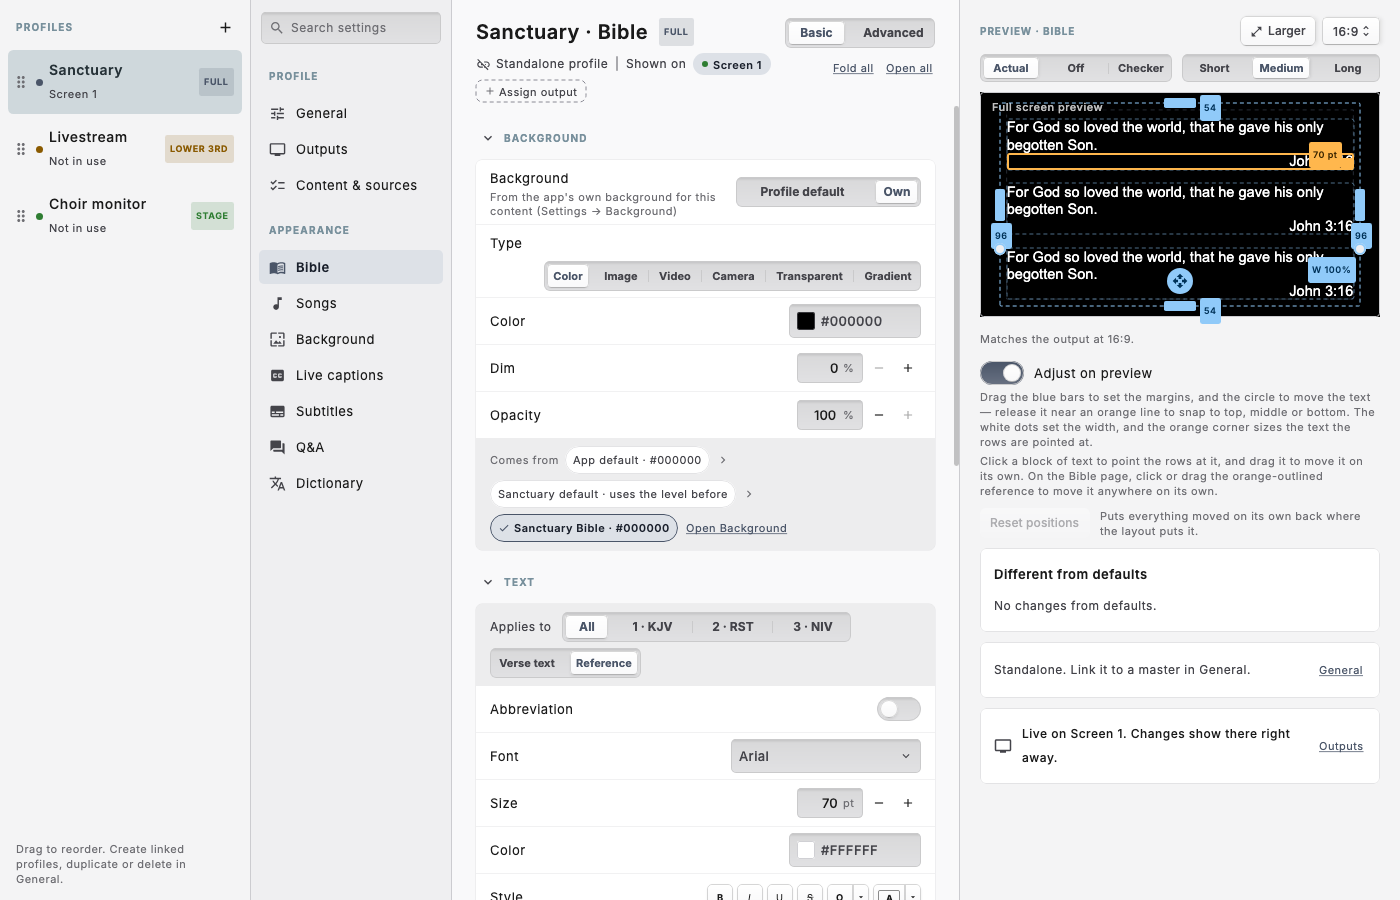 PROFILES
Sanctuary
Screen 1
FULL
Livestream
Not in use
LOWER 3RD
Choir monitor
Not in use
STAGE
Drag to reorder. Create linked
profiles, duplicate or delete in
General.
Search settings
PROFILE
General
Outputs
Content & sources
APPEARANCE
Bible
Songs
Background
Live captions
Subtitles
Q&A
Dictionary
Sanctuary · Bible FULL
Basic Advanced
Standalone profile | Shown on Screen 1
Fold all Open all
+ Assign output
BACKGROUND
Background
From the app's own background for this
content (Settings → Background)
Profile default Own
Type
Color Image Video Camera Transparent Gradient
Color #000000
Dim 0 % − +
Opacity 100 % − +
Comes from App default · #000000
Sanctuary default · uses the level before
Sanctuary Bible · #000000 Open Background
TEXT
Applies to All 1 · KJV 2 · RST 3 · NIV
Verse text Reference
Abbreviation
Font Arial
Size 70 pt − +
Color #FFFFFF
Style B I U S O A
PREVIEW · BIBLE
Larger 16:9
Actual Off Checker Short Medium Long
Full screen preview
54
For God so loved the world, that he gave his only
begotten Son.
70 pt
For God so loved the world, that he gave his only
begotten Son.
John 3:16
96 96
For God so loved the world, that he gave his only
begotten Son.
W 100%
John 3:16
54
Matches the output at 16:9.
Adjust on preview
Drag the blue bars to set the margins, and the circle to move the text
— release it near an orange line to snap to top, middle or bottom. The
white dots set the width, and the orange corner sizes the text the
rows are pointed at.
Click a block of text to point the rows at it, and drag it to move it on
its own. On the Bible page, click or drag the orange-outlined
reference to move it anywhere on its own.
Reset positions
Puts everything moved on its own back where
the layout puts it.
Different from defaults
No changes from defaults.
Standalone. Link it to a master in General. General
Live on Screen 1. Changes show there right
away.
Outputs